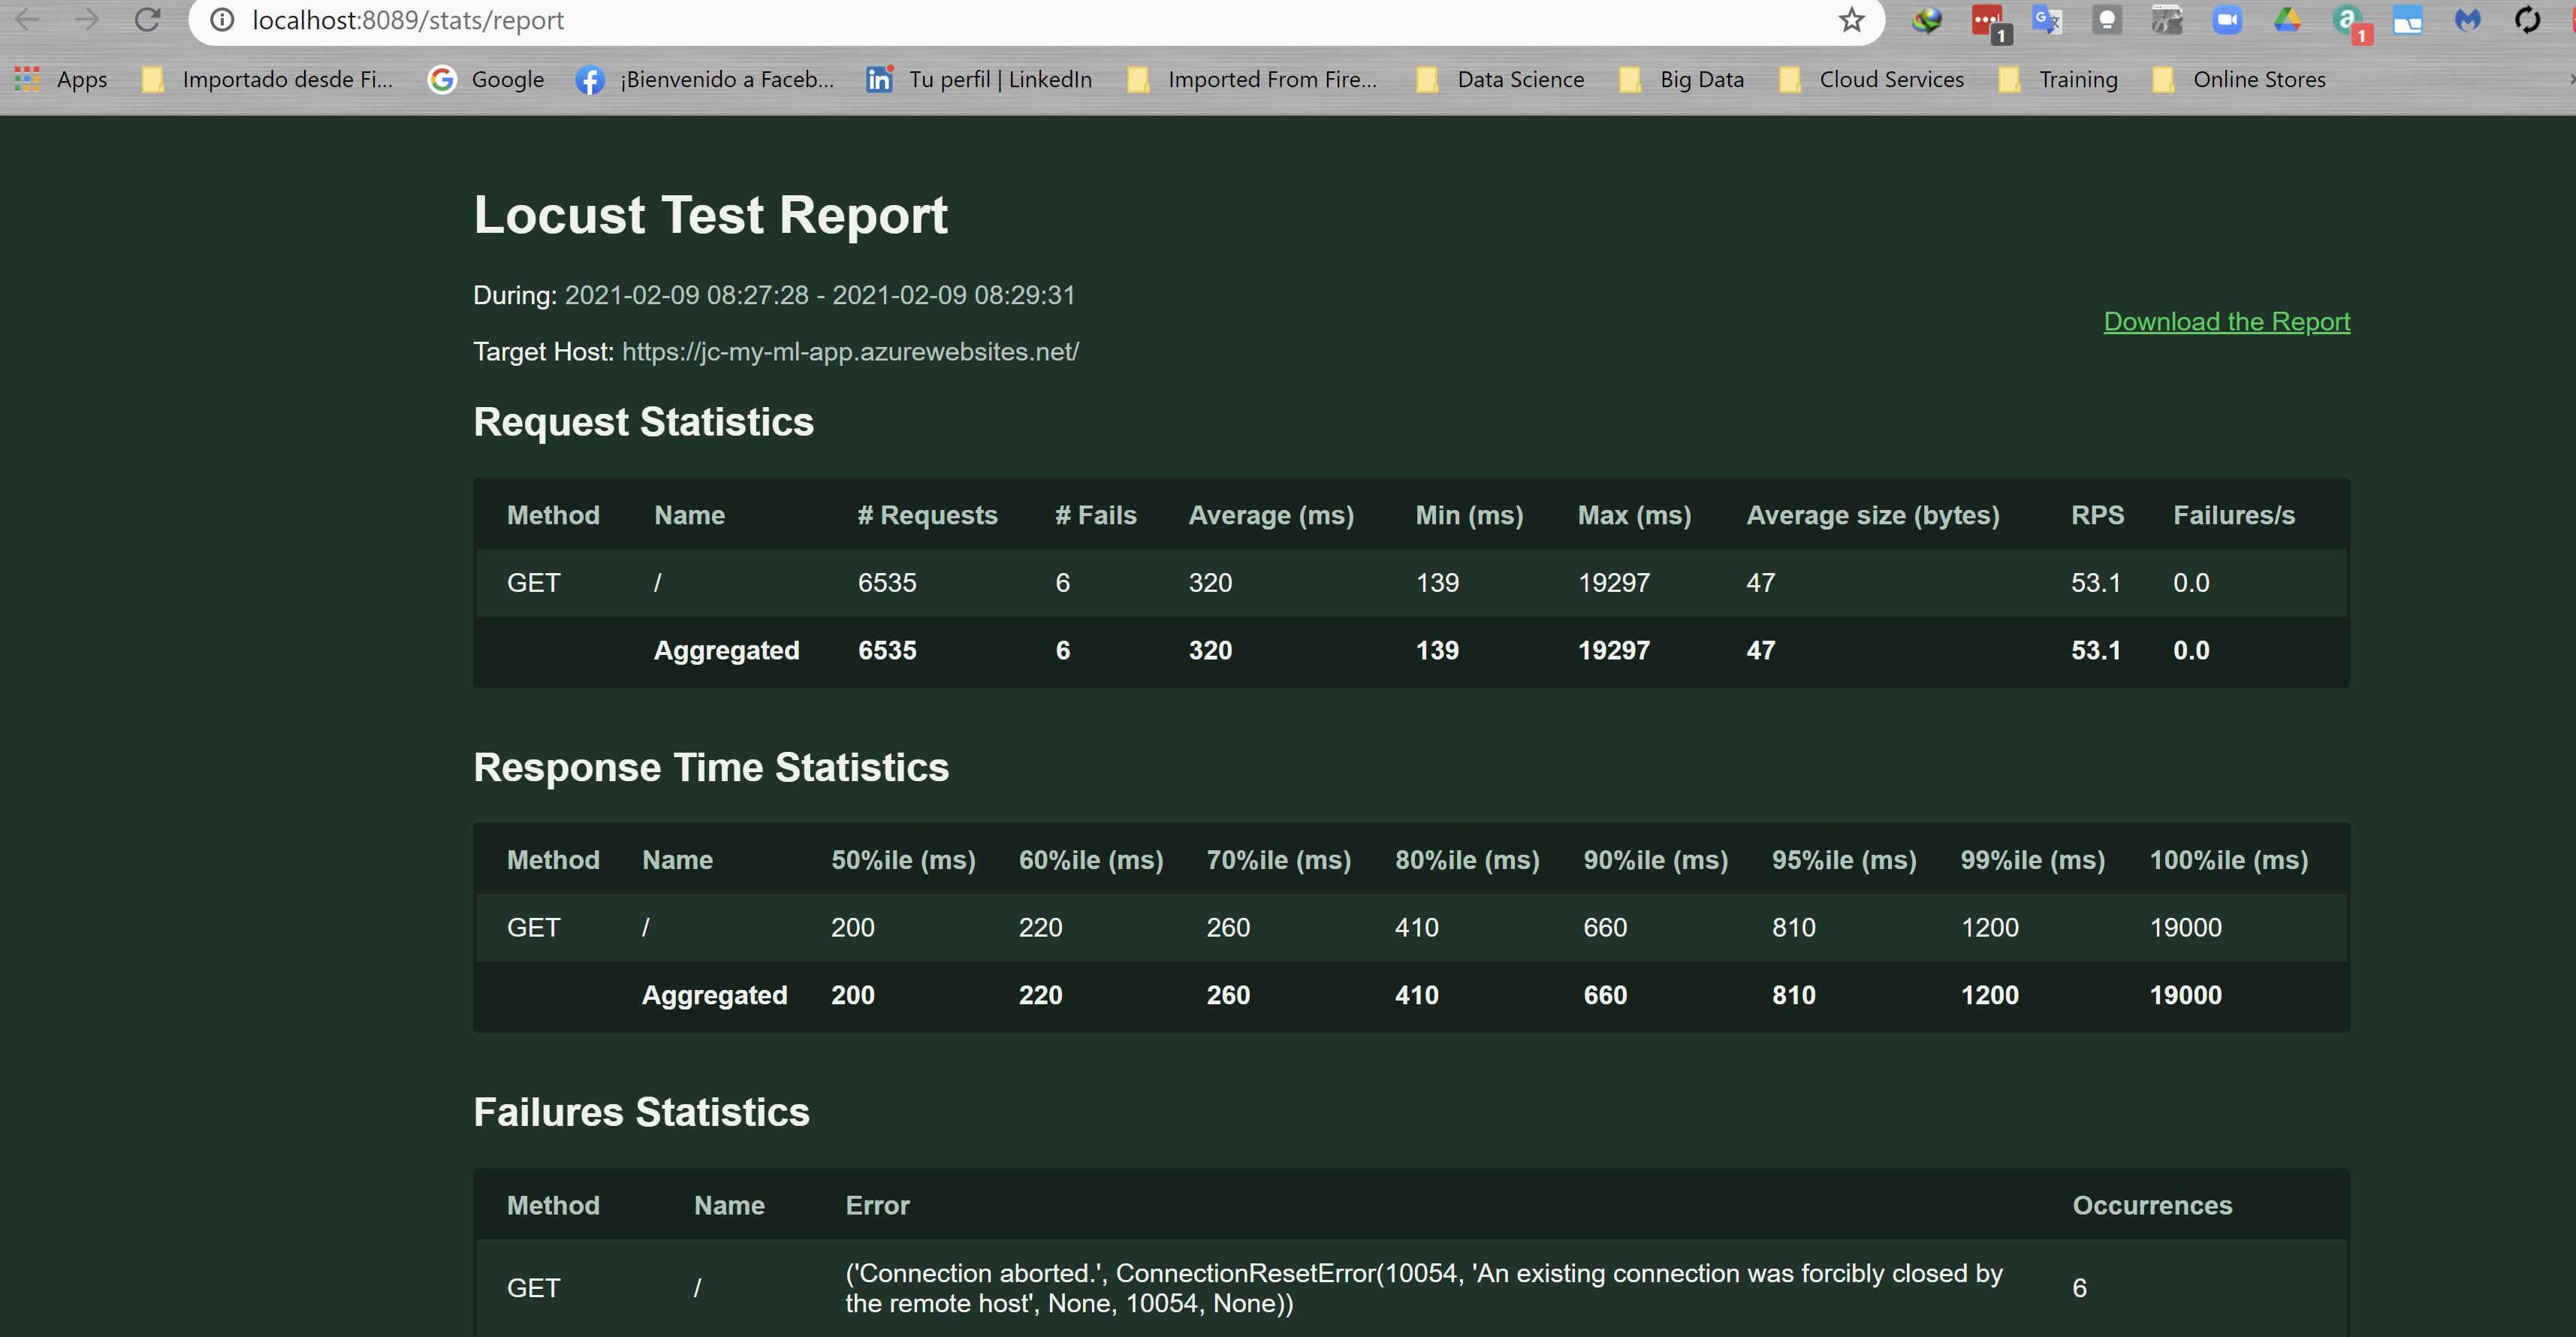 localhost:8089/stats/report
1
1
Apps Importado desde Fi... Google ¡Bienvenido a Faceb... Tu perfil | LinkedIn Imported From Fire... Data Science Big Data Cloud Services Training Online Stores
Locust Test Report
During: 2021-02-09 08:27:28 - 2021-02-09 08:29:31
Download the Report
Target Host: https://jc-my-ml-app.azurewebsites.net/
Request Statistics
Method Name # Requests # Fails Average (ms) Min (ms) Max (ms) Average size (bytes) RPS Failures/s
GET / 6535 6 320 139 19297 47 53.1 0.0
Aggregated 6535 6 320 139 19297 47 53.1 0.0
Response Time Statistics
Method Name 50%ile (ms) 60%ile (ms) 70%ile (ms) 80%ile (ms) 90%ile (ms) 95%ile (ms) 99%ile (ms) 100%ile (ms)
GET / 200 220 260 410 660 810 1200 19000
Aggregated 200 220 260 410 660 810 1200 19000
Failures Statistics
Method Name Error Occurrences
GET / ('Connection aborted.', ConnectionResetError(10054, 'An existing connection was forcibly closed by 6
the remote host', None, 10054, None))